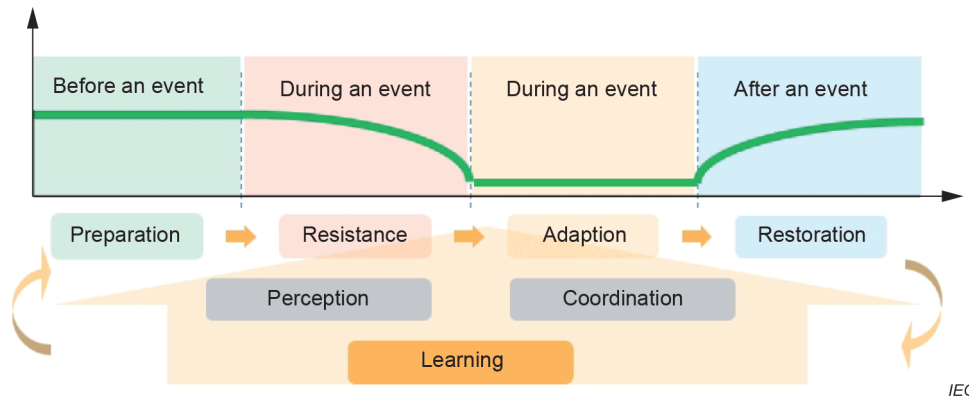 Before an event
During an event
During an event
After an event
Preparation
Resistance
Adaption
Restoration
Perception
Coordination
Learning
IEC